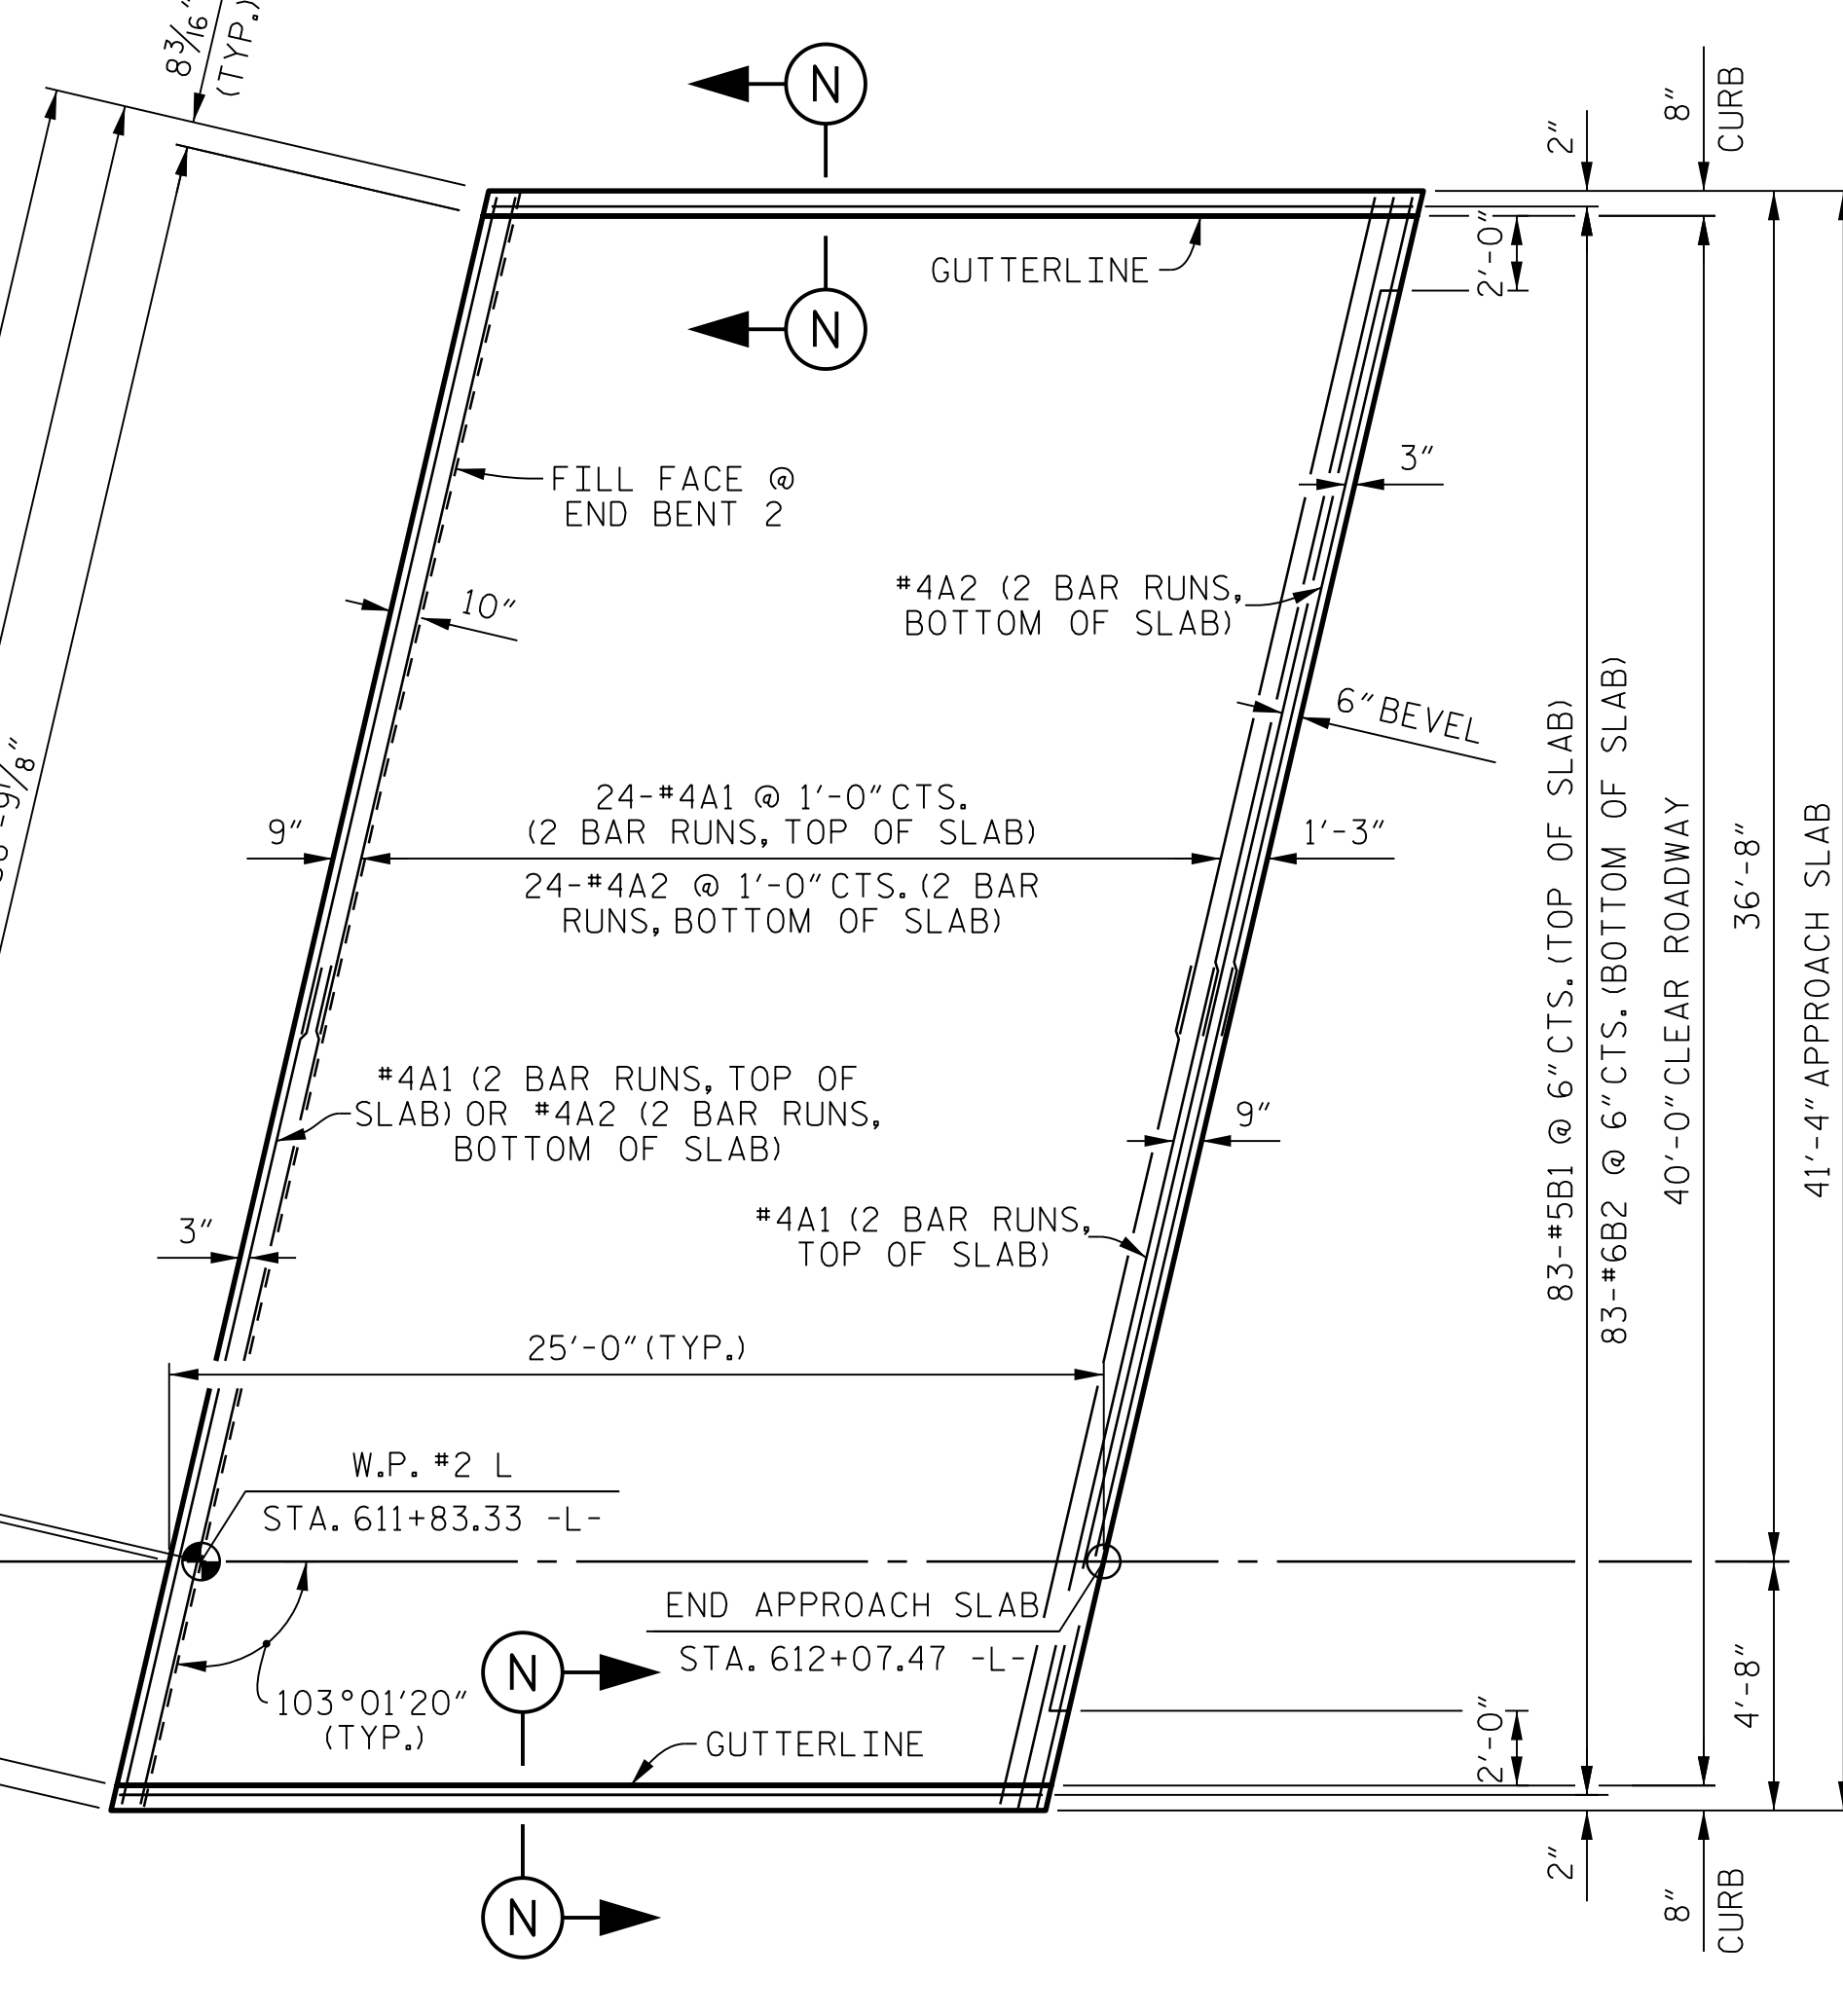 8 3/16"
(TYP.)
N
N
2"
8"
CURB
GUTTERLINE
2'-0"
3"
FILL FACE @
END BENT 2
10"
#4A2 (2 BAR RUNS,
BOTTOM OF SLAB)
6" BEVEL
24-#4A1 @ 1'-0" CTS.
(2 BAR RUNS, TOP OF SLAB)
9"
1'-3"
24-#4A2 @ 1'-0" CTS. (2 BAR
RUNS, BOTTOM OF SLAB)
#4A1 (2 BAR RUNS, TOP OF
SLAB) OR #4A2 (2 BAR RUNS,
BOTTOM OF SLAB)
9"
3"
#4A1 (2 BAR RUNS,
TOP OF SLAB)
25'-0" (TYP.)
W.P. #2 L
STA. 611+83.33 -L-
END APPROACH SLAB
STA. 612+07.47 -L-
103°01'20"
(TYP.)
N
N
GUTTERLINE
2'-0"
83-#5B1 @ 6" CTS. (TOP OF SLAB)
83-#6B2 @ 6" CTS. (BOTTOM OF SLAB)
40'-0" CLEAR ROADWAY
36'-8"
4'-8"
41'-4" APPROACH SLAB
2"
8"
CURB